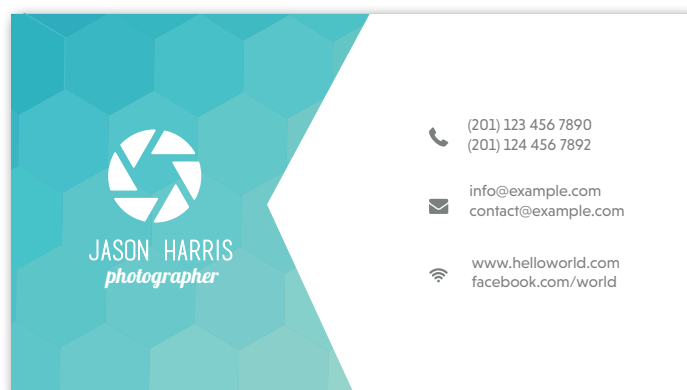 JASON HARRIS
photographer
(201) 123 456 7890
(201) 124 456 7892
info@example.com
contact@example.com
www.helloworld.com
facebook.com/world